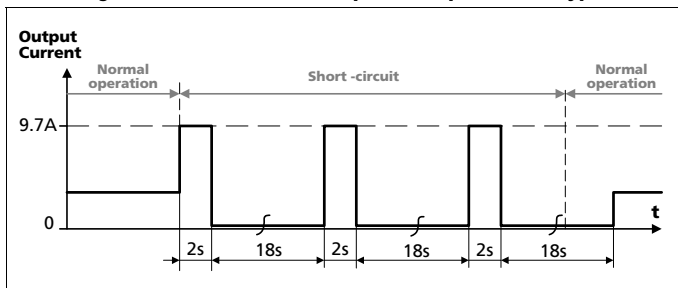 Output
Current
Normal
operation
Short -circuit
Normal
operation
9.7A
0
t
2s
18s
2s
18s
2s
18s